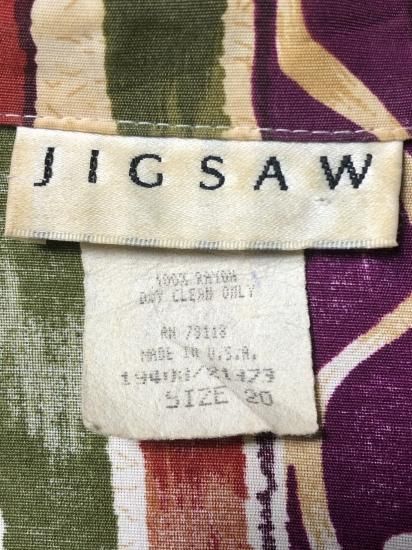 JIGSAW
100% RAYON
DRY CLEAN ONLY
RN 79118
MADE IN U.S.A.
SIZE 20